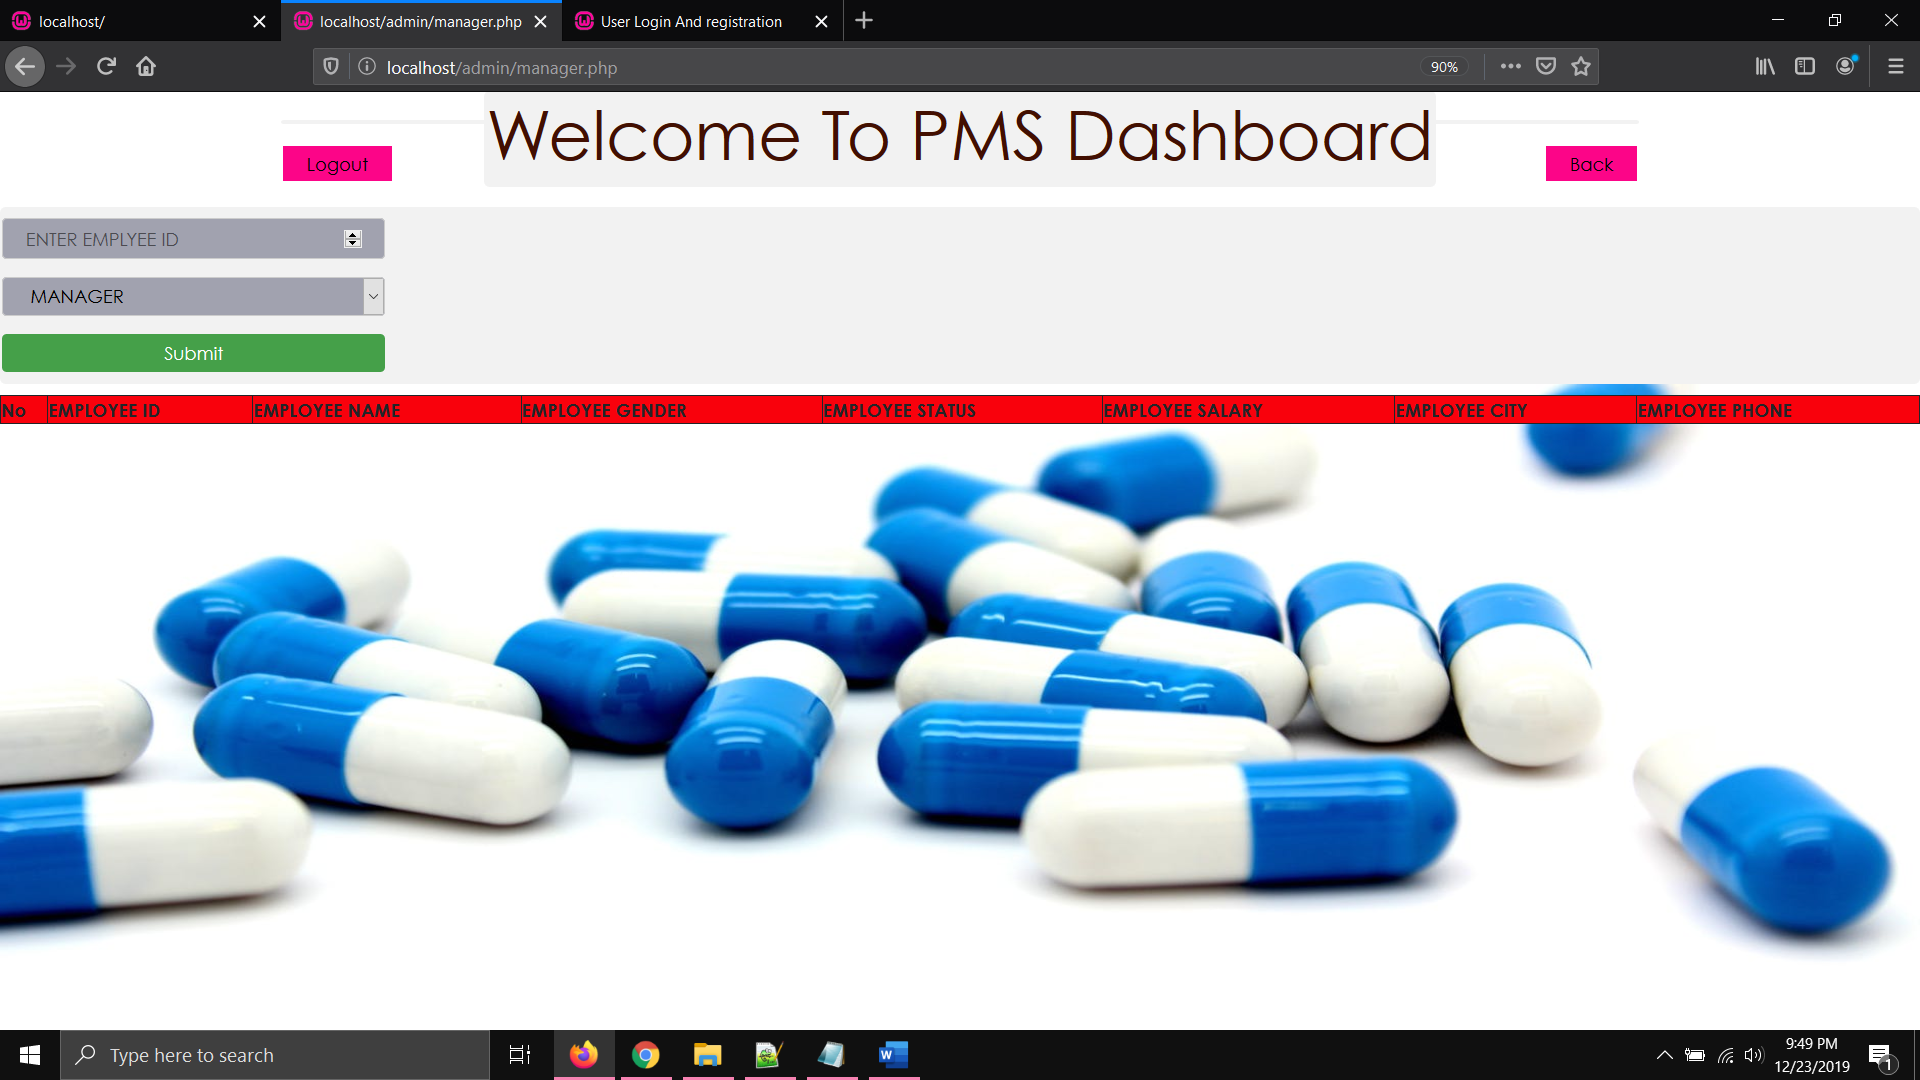 localhost/
localhost/admin/manager.php
User Login And registration
localhost/admin/manager.php
90%
Welcome To PMS Dashboard
Logout
Back
ENTER EMPLYEE ID
MANAGER
Submit
No EMPLOYEE ID EMPLOYEE NAME EMPLOYEE GENDER EMPLOYEE STATUS EMPLOYEE SALARY EMPLOYEE CITY EMPLOYEE PHONE
Type here to search
W
9:49 PM
12/23/2019
1